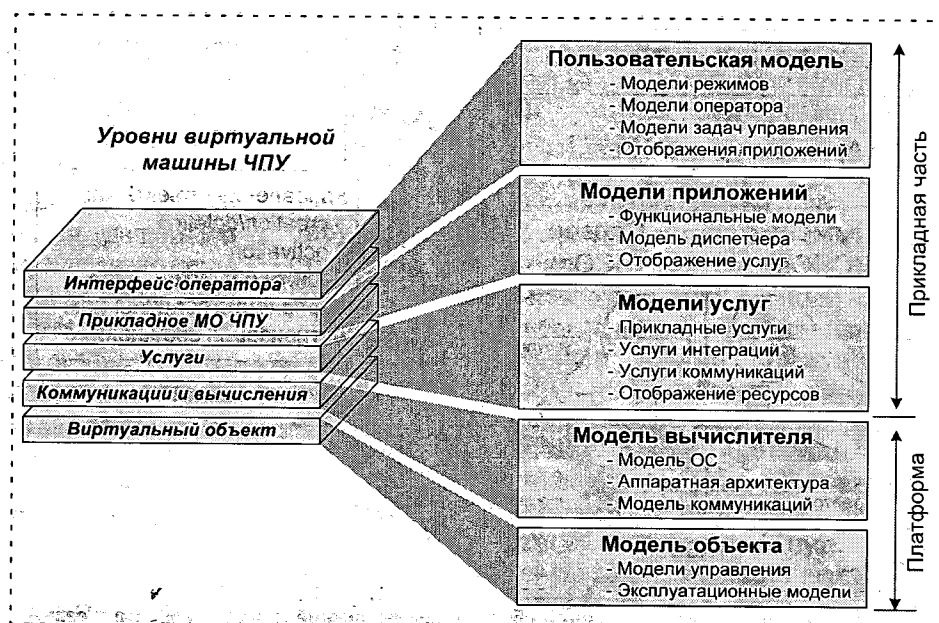 Уровни виртуальной
машины ЧПУ
Интерфейс оператора
Прикладное МО ЧПУ
Услуги
Коммуникации и вычисления
Виртуальный объект
Пользовательская модель
- Модели режимов
- Модели оператора
- Модели задач управления
- Отображения приложений
Модели приложений
- Функциональные модели
- Модель диспетчера
- Отображение услуг
Модели услуг
- Прикладные услуги
- Услуги интеграций
- Услуги коммуникаций
- Отображение ресурсов
Модель вычислителя
- Модель ОС
- Аппаратная архитектура
- Модель коммуникаций
Модель объекта
- Модели управления
- Эксплуатационные модели
Прикладная часть
Платформа